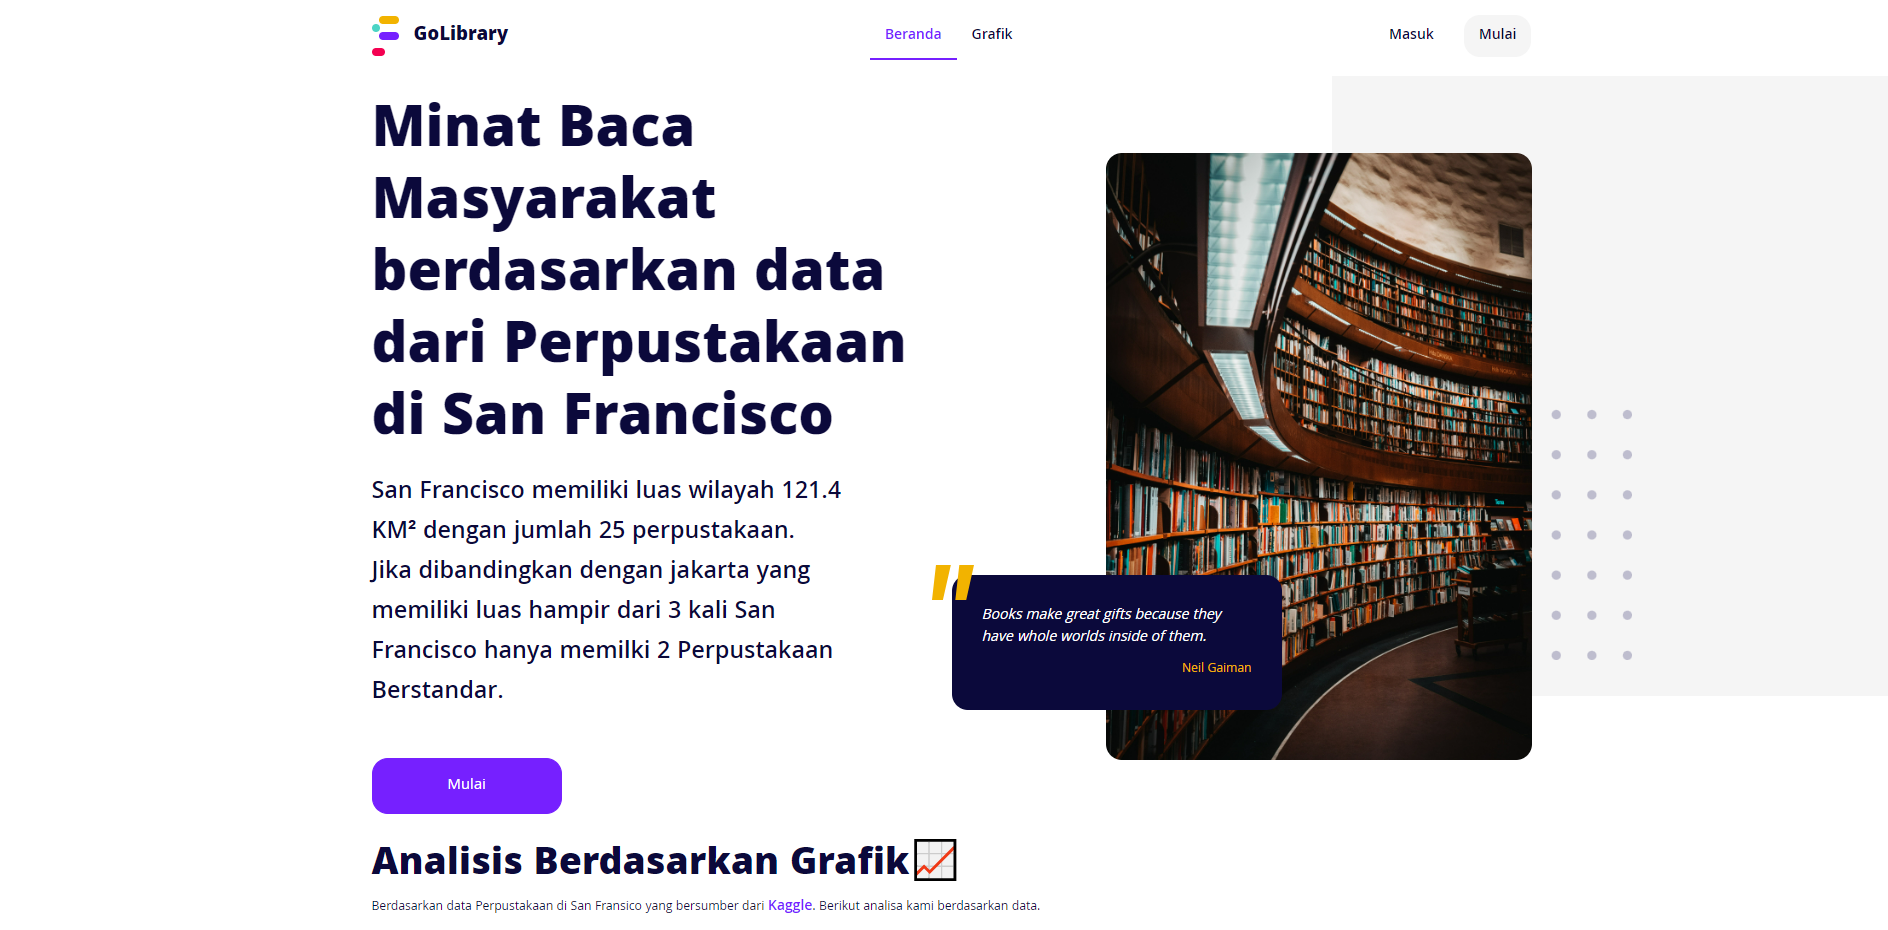 GoLibrary
Beranda
Grafik
Masuk
Mulai
Minat Baca
Masyarakat
berdasarkan data
dari Perpustakaan
di San Francisco
San Francisco memiliki luas wilayah 121.4
KM² dengan jumlah 25 perpustakaan.
Jika dibandingkan dengan jakarta yang
memiliki luas hampir dari 3 kali San
Francisco hanya memilki 2 Perpustakaan
Berstandar.
Mulai
"
Books make great gifts because they
have whole worlds inside of them.
Neil Gaiman
Analisis Berdasarkan Grafik📈
Berdasarkan data Perpustakaan di San Fransico yang bersumber dari Kaggle. Berikut analisa kami berdasarkan data.